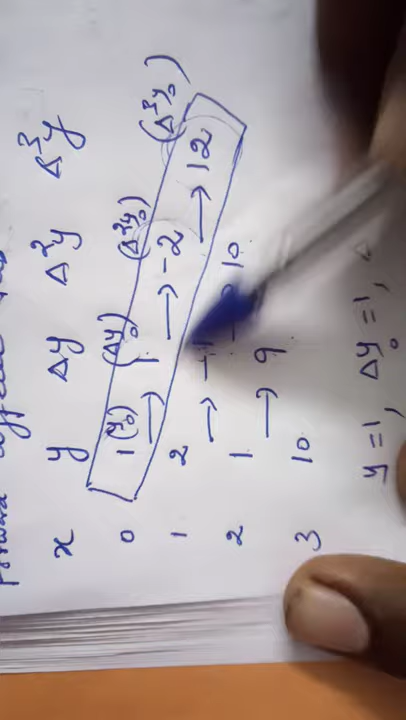 Forward
x y Δy Δ²y Δ³y
0 1(y₀) → 1(Δy₀) → -2(Δ²y₀) → 12(Δ³y₀)
1 2 → -1 → 10
2 1 → 9
3 10
y = 1, Δy₀ = 1,